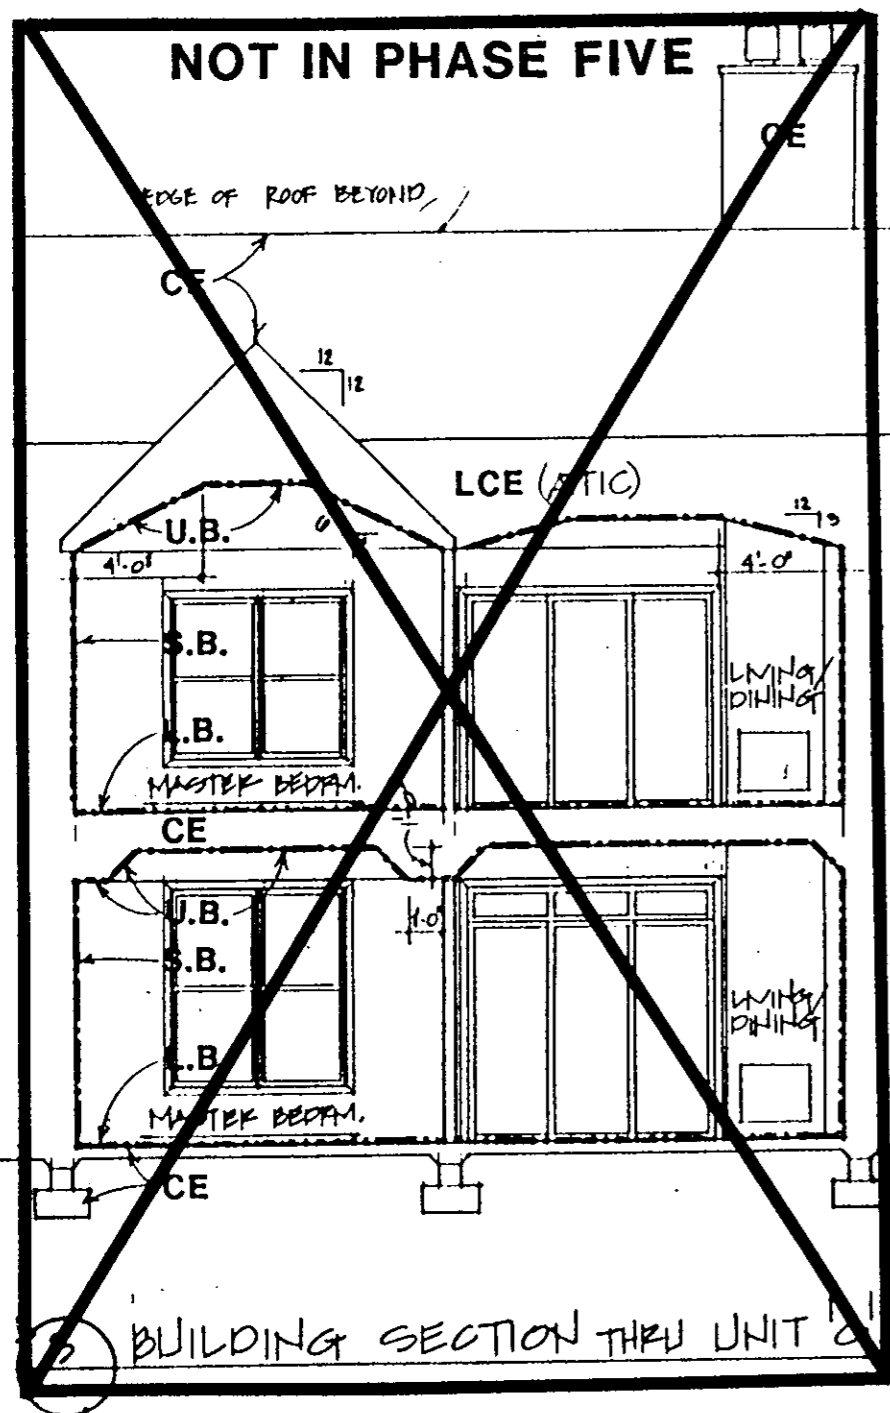 NOT IN PHASE FIVE
CE
EDGE OF ROOF BEYOND
CE
12
12
LCE (ATTIC)
12
3
U.B.
4'-0"
4'-0"
S.B.
LIVING/
DINING
L.B.
MASTER BEDRM.
CE
U.B.
1'-0"
S.B.
LIVING/
DINING
L.B.
MASTER BEDRM.
CE
BUILDING SECTION THRU UNIT